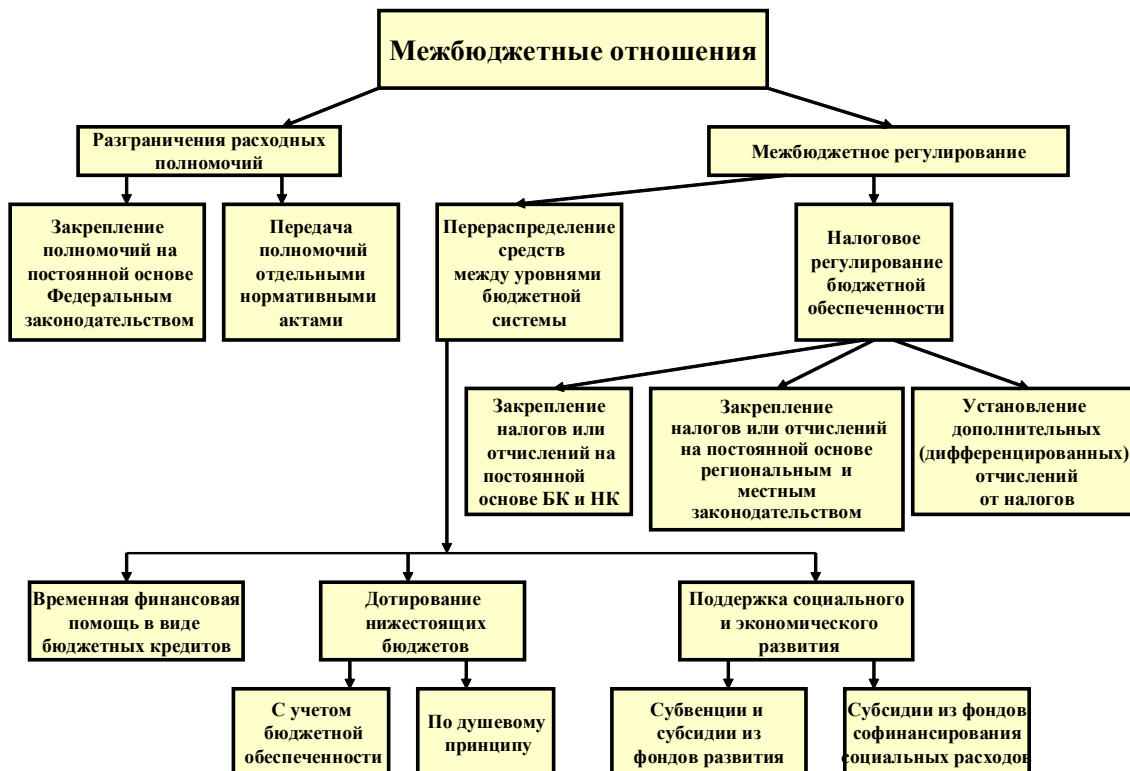 Межбюджетные отношения
Разграничения расходных
полномочий
Межбюджетное регулирование
Закрепление
полномочий на
постоянной основе
Федеральным
законодательством
Передача
полномочий
отдельными
нормативными
актами
Перераспределение
средств
между уровнями
бюджетной
системы
Налоговое
регулирование
бюджетной
обеспеченности
Закрепление
налогов или
отчислений на
постоянной
основе БК и НК
Закрепление
налогов или отчислений
на постоянной основе
региональным и
местным
законодательством
Установление
дополнительных
(дифференцированных)
отчислений
от налогов
Временная финансовая
помощь в виде
бюджетных кредитов
Дотирование
нижестоящих
бюджетов
Поддержка социального
и экономического
развития
С учетом
бюджетной
обеспеченности
По душевому
принципу
Субвенции и
субсидии из
фондов развития
Субсидии из фондов
софинансирования
социальных расходов